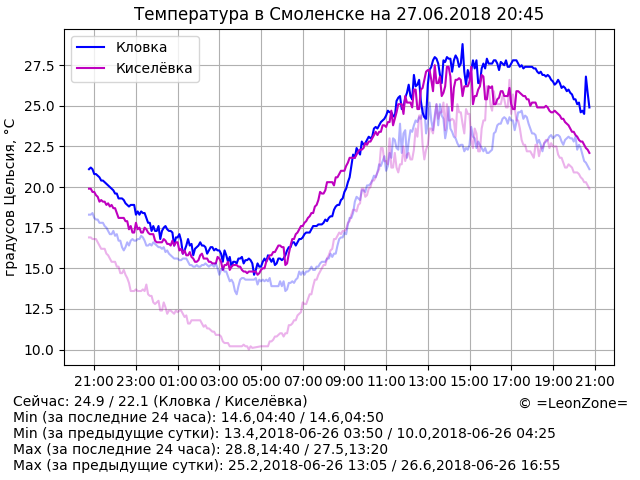 Температура в Смоленске на 27.06.2018 20:45
Кловка
Киселёвка
градусов Цельсия, °C
27.5
25.0
22.5
20.0
17.5
15.0
12.5
10.0
21:00 23:00 01:00 03:00 05:00 07:00 09:00 11:00 13:00 15:00 17:00 19:00 21:00
Сейчас: 24.9 / 22.1 (Кловка / Киселёвка)
© =LeonZone=
Min (за последние 24 часа): 14.6,04:40 / 14.6,04:50
Min (за предыдущие сутки): 13.4,2018-06-26 03:50 / 10.0,2018-06-26 04:25
Max (за последние 24 часа): 28.8,14:40 / 27.5,13:20
Max (за предыдущие сутки): 25.2,2018-06-26 13:05 / 26.6,2018-06-26 16:55